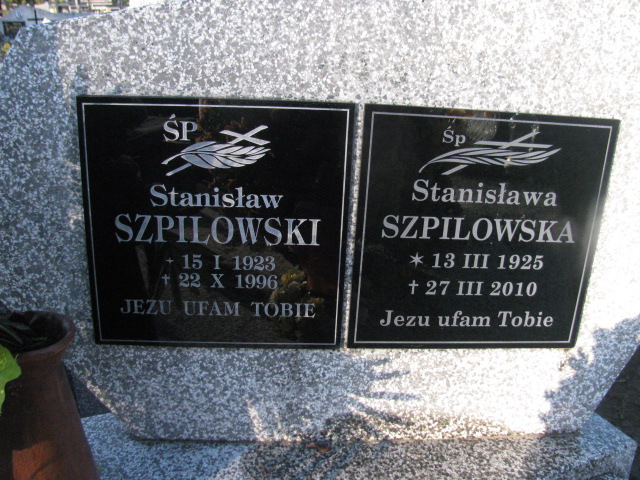 ŚP
Stanisław
SZPILOWSKI
15 I 1923
† 22 X 1996
JEZU UFAM TOBIE
Śp
Stanisława
SZPILOWSKA
✶ 13 III 1925
† 27 III 2010
Jezu ufam Tobie